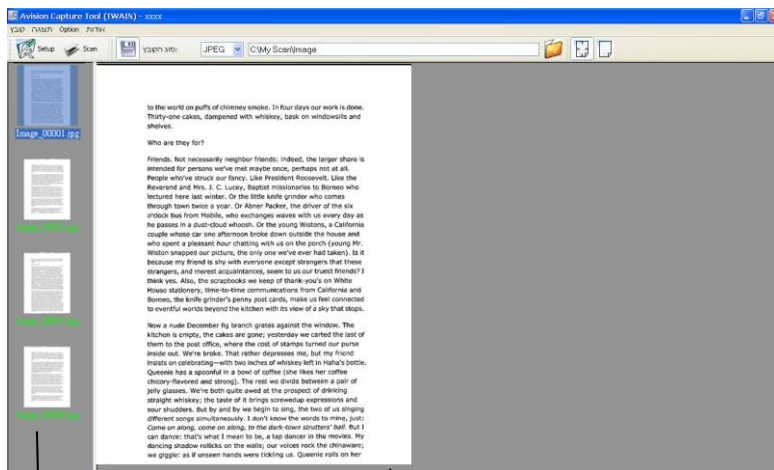 Avision Capture Tool (TWAIN) - xxxx
קובץ תצוגה Option אודות
Setup Scan סוג הקובץ: JPEG C:\My Scan\Image
Image_00001.jpg
to the world on puffs of chimney smoke. In four days our work is done.
Thirty-one cakes, dampened with whiskey, bask on windowsills and
shelves.
Who are they for?
Friends. Not necessarily neighbor friends: indeed, the larger share is
intended for persons we've met maybe once, perhaps not at all.
People who've struck our fancy. Like President Roosevelt. Like the
Reverend and Mrs. J. C. Lucey, Baptist missionaries to Borneo who
lectured here last winter. Or the little knife grinder who comes
through town twice a year. Or Abner Packer, the driver of the six
o'clock bus from Mobile, who exchanges waves with us every day as
he passes in a dust-cloud whoosh. Or the young Wistons, a California
couple whose car one afternoon broke down outside the house and
who spent a pleasant hour chatting with us on the porch (young Mr.
Wiston snapped our picture, the only one we've ever had taken). Is it
because my friend is shy with everyone except strangers that these
strangers, and merest acquaintances, seem to us our truest friends? I
think yes. Also, the scrapbooks we keep of thank-you's on White
House stationery, time-to-time communications from California and
Borneo, the knife grinder's penny post cards, make us feel connected
to eventful worlds beyond the kitchen with its view of a sky that stops.
Now a nude December fig branch grates against the window. The
kitchen is empty, the cakes are gone; yesterday we carted the last of
them to the post office, where the cost of stamps turned our purse
inside out. We're broke. That rather depresses me, but my friend
insists on celebrating—with two inches of whiskey left in Haha's bottle.
Queenie has a spoonful in a bowl of coffee (she likes her coffee
chicory-flavored and strong). The rest we divide between a pair of
jelly glasses. We're both quite awed at the prospect of drinking
straight whiskey; the taste of it brings screwedup expressions and
sour shudders. But by and by we begin to sing, the two of us singing
different songs simultaneously. I don't know the words to mine, just:
Come on along, come on along, to the dark-town strutters' ball. But I
can dance: that's what I mean to be, a tap dancer in the movies. My
dancing shadow rollicks on the walls; our voices rock the chinaware;
we giggle: as if unseen hands were tickling us. Queenie rolls on her